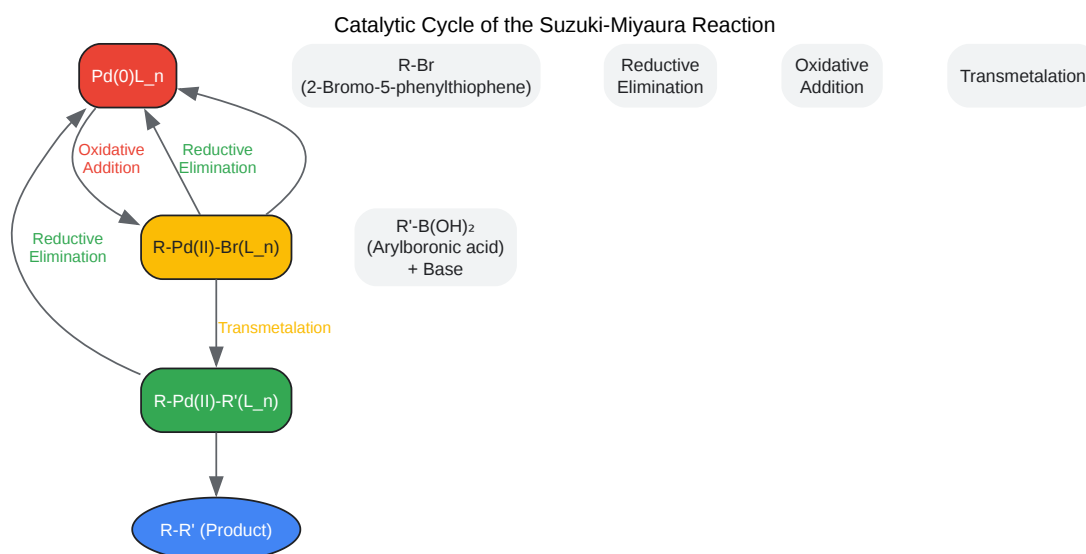 Catalytic Cycle of the Suzuki-Miyaura Reaction
Pd(0)L_n
R-Br
(2-Bromo-5-phenylthiophene)
Reductive
Elimination
Oxidative
Addition
Transmetalation
Oxidative
Addition
Reductive
Elimination
Reductive
Elimination
R-Pd(II)-Br(L_n)
R'-B(OH)₂
(Arylboronic acid)
+ Base
Transmetalation
R-Pd(II)-R'(L_n)
R-R' (Product)